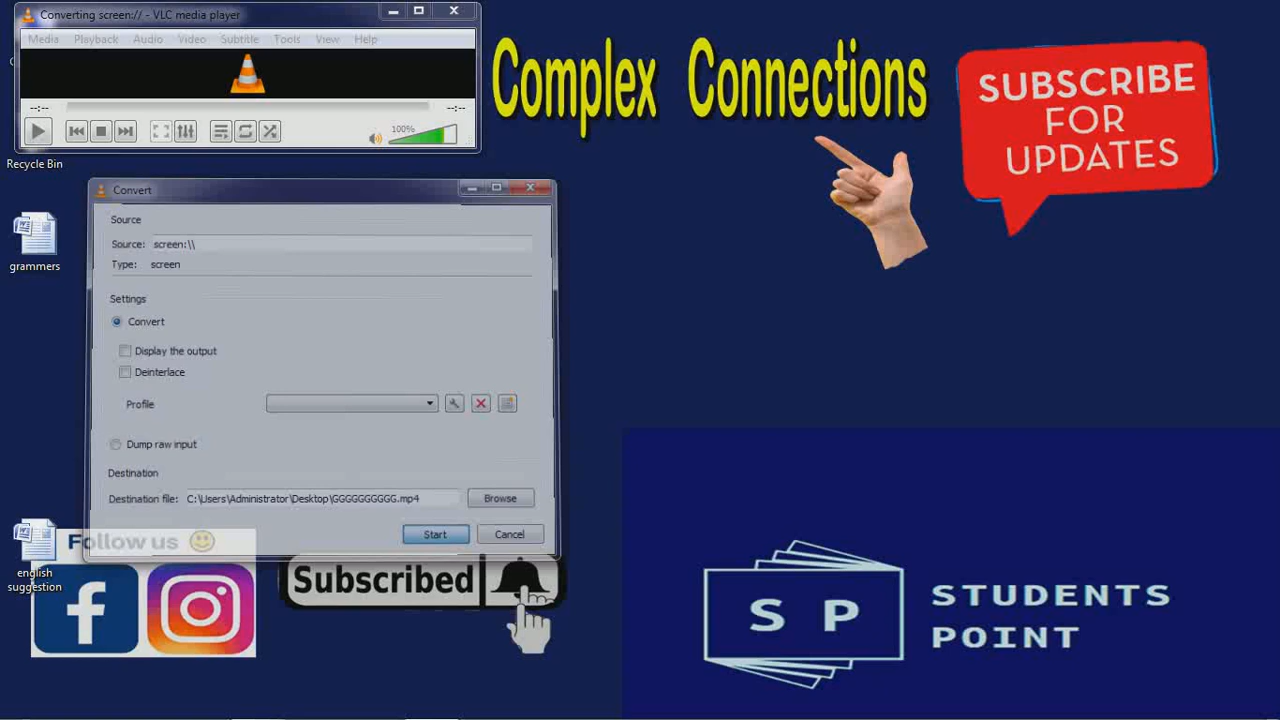 Converting screen:// - VLC media player
Media Playback Audio Video Subtitle Tools View Help
--:-- --:--
100%
Recycle Bin
Complex Connections
SUBSCRIBE
FOR
UPDATES
Convert
Source
Source: screen:\\
Type: screen
Settings
Convert
Display the output
Deinterlace
Profile
Dump raw input
Destination
Destination file: C:\Users\Administrator\Desktop\GGGGGGGGGG.mp4 Browse
Start Cancel
grammers
english
suggestion
Follow us
Subscribed
S P
STUDENTS
POINT